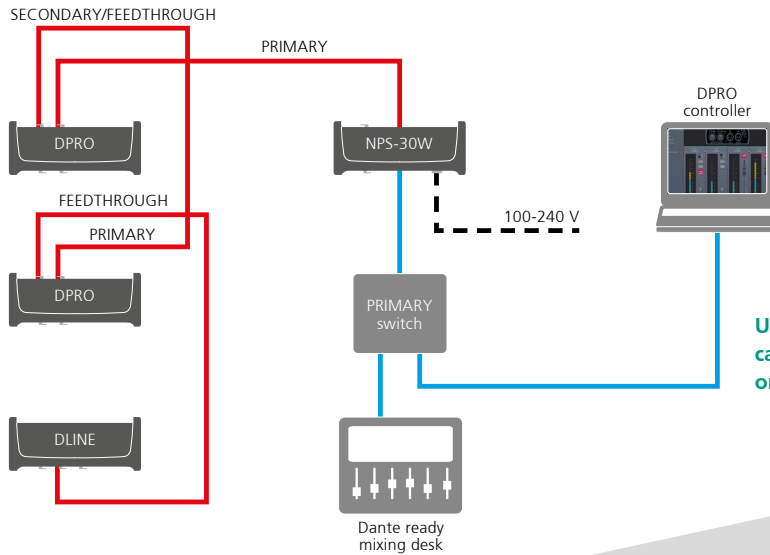 SECONDARY/FEEDTHROUGH
PRIMARY
DPRO
NPS-30W
DPRO
controller
FEEDTHROUGH
PRIMARY
100-240 V
DPRO
PRIMARY
switch
DLINE
Dante ready
mixing desk